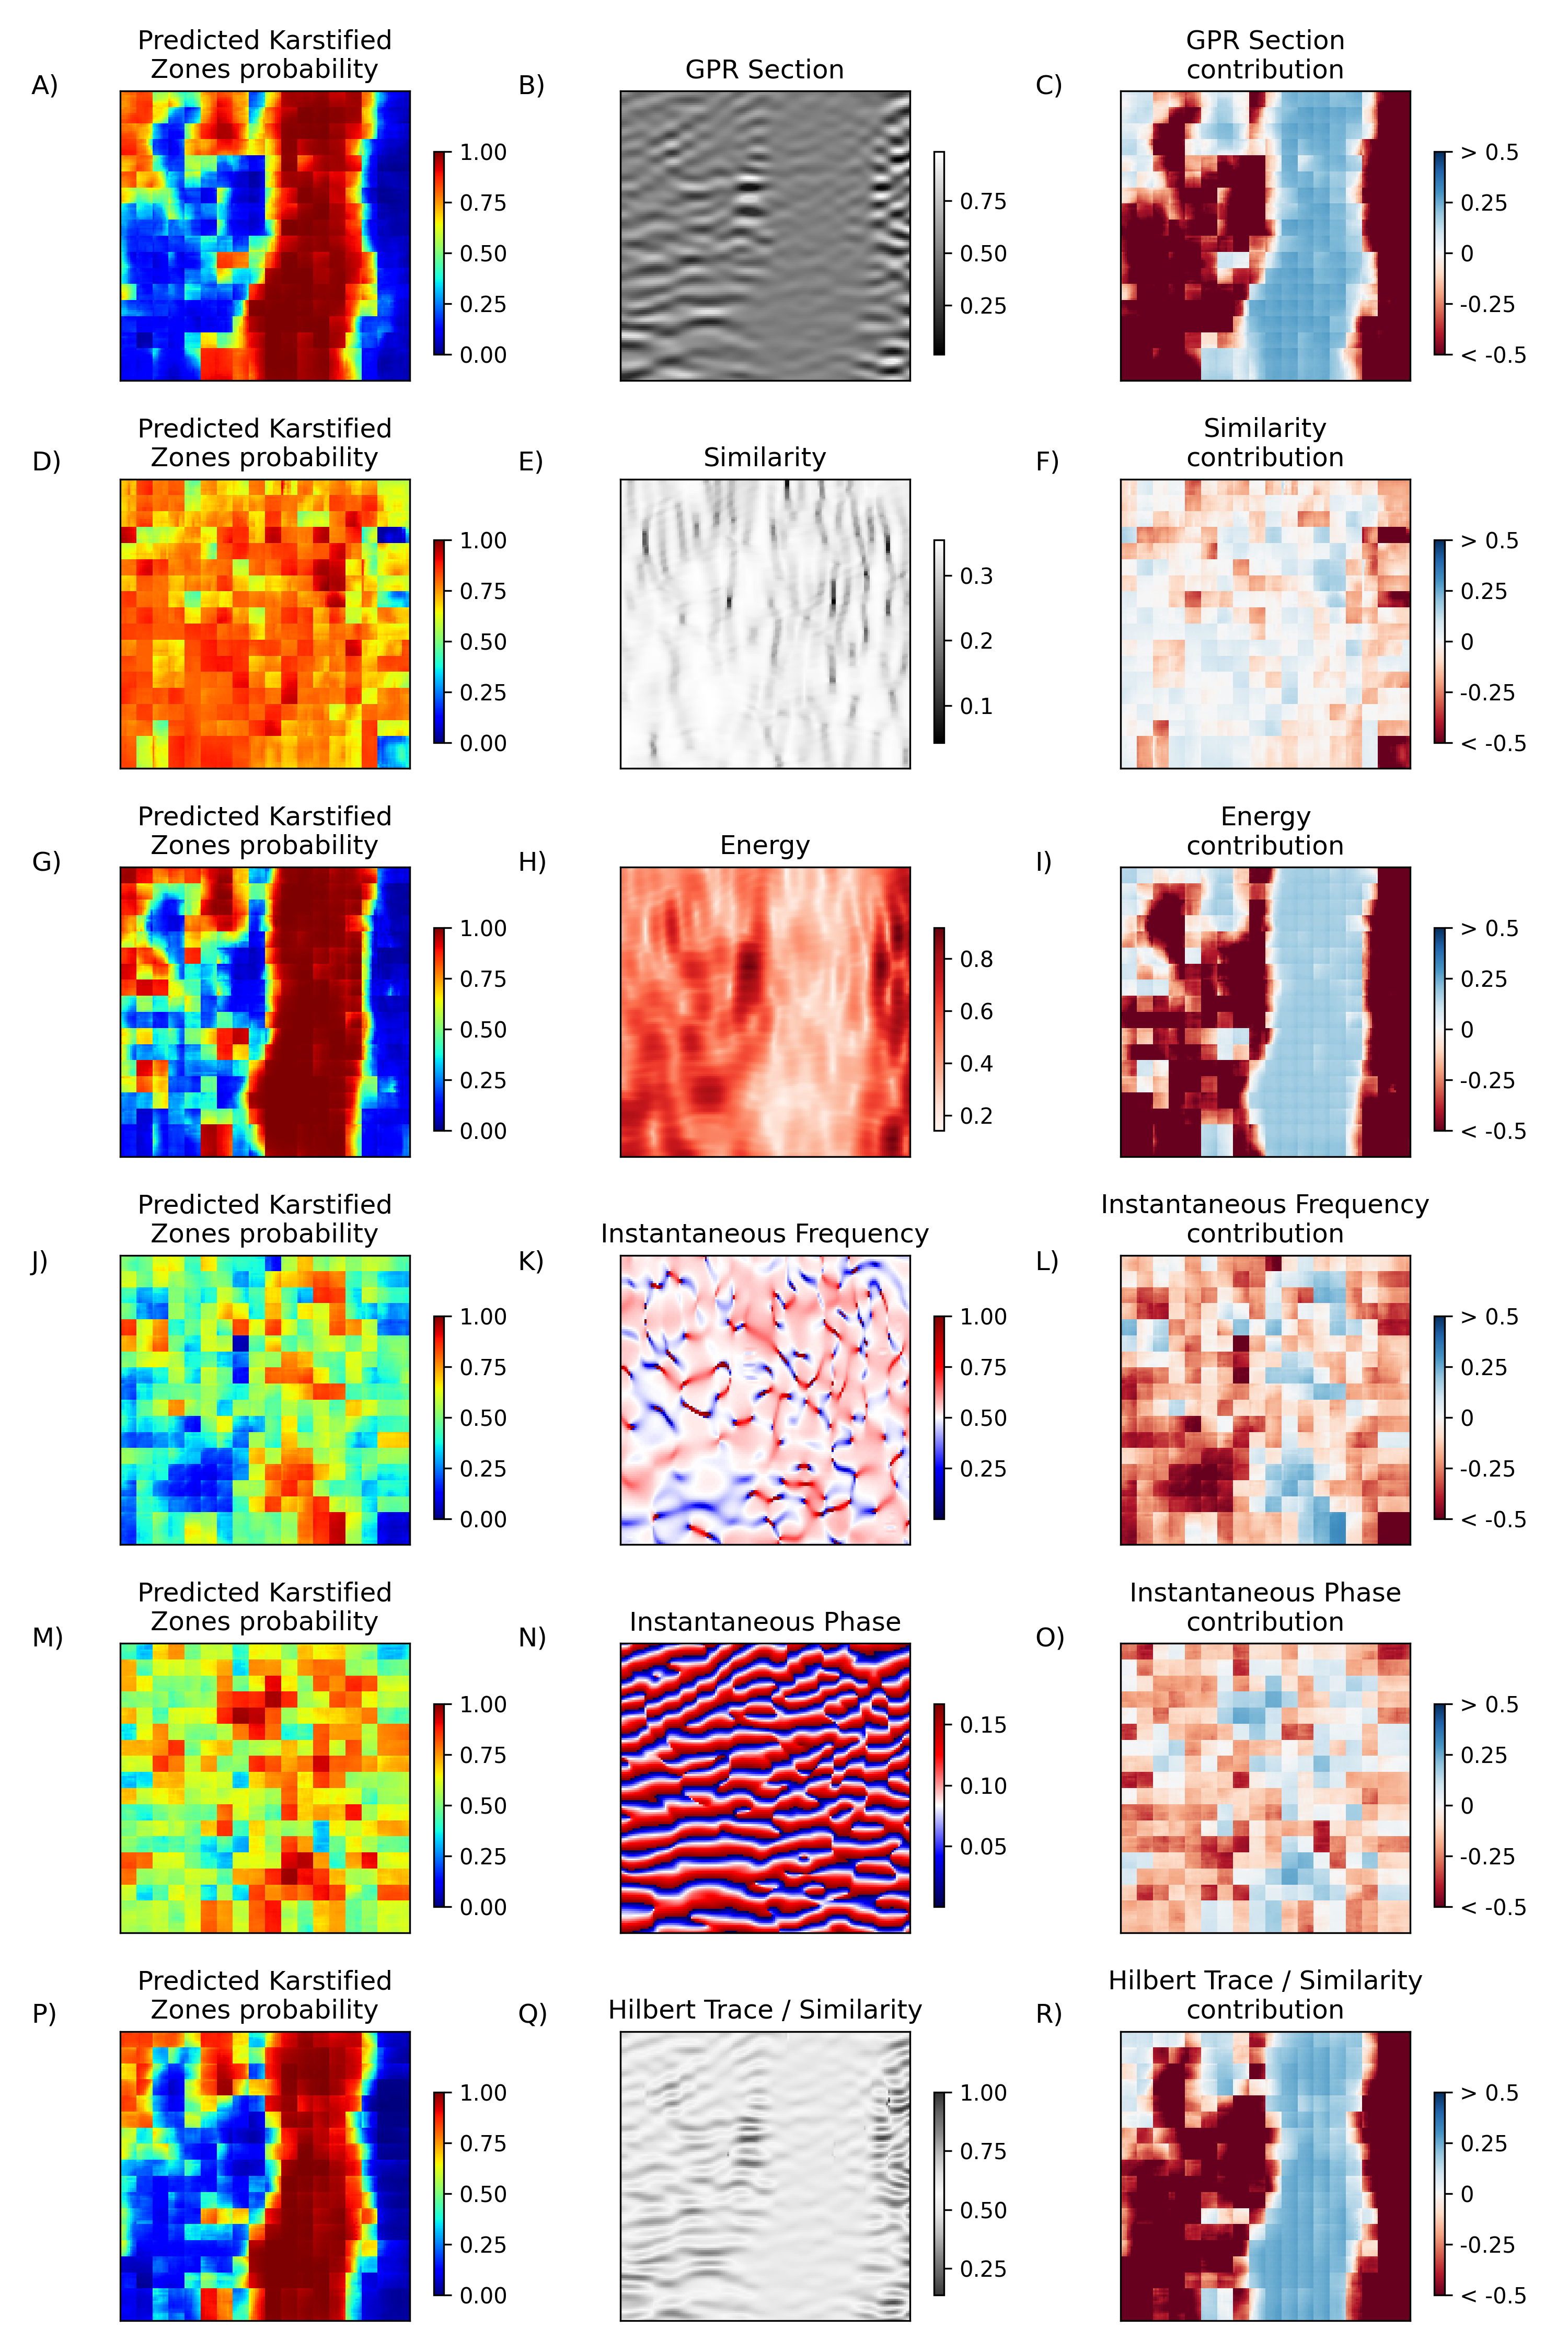 Predicted Karstified
Zones probability
A)
1.00
0.75
0.50
0.25
0.00
GPR Section
B)
0.75
0.50
0.25
GPR Section
contribution
C)
> 0.5
0.25
0
-0.25
< -0.5
Predicted Karstified
Zones probability
D)
1.00
0.75
0.50
0.25
0.00
Similarity
E)
0.3
0.2
0.1
Similarity
contribution
F)
> 0.5
0.25
0
-0.25
< -0.5
Predicted Karstified
Zones probability
G)
1.00
0.75
0.50
0.25
0.00
Energy
H)
0.8
0.6
0.4
0.2
Energy
contribution
I)
> 0.5
0.25
0
-0.25
< -0.5
Predicted Karstified
Zones probability
J)
1.00
0.75
0.50
0.25
0.00
Instantaneous Frequency
K)
1.00
0.75
0.50
0.25
Instantaneous Frequency
contribution
L)
> 0.5
0.25
0
-0.25
< -0.5
Predicted Karstified
Zones probability
M)
1.00
0.75
0.50
0.25
0.00
Instantaneous Phase
N)
0.15
0.10
0.05
Instantaneous Phase
contribution
O)
> 0.5
0.25
0
-0.25
< -0.5
Predicted Karstified
Zones probability
P)
1.00
0.75
0.50
0.25
0.00
Hilbert Trace / Similarity
Q)
1.00
0.75
0.50
0.25
Hilbert Trace / Similarity
contribution
R)
> 0.5
0.25
0
-0.25
< -0.5